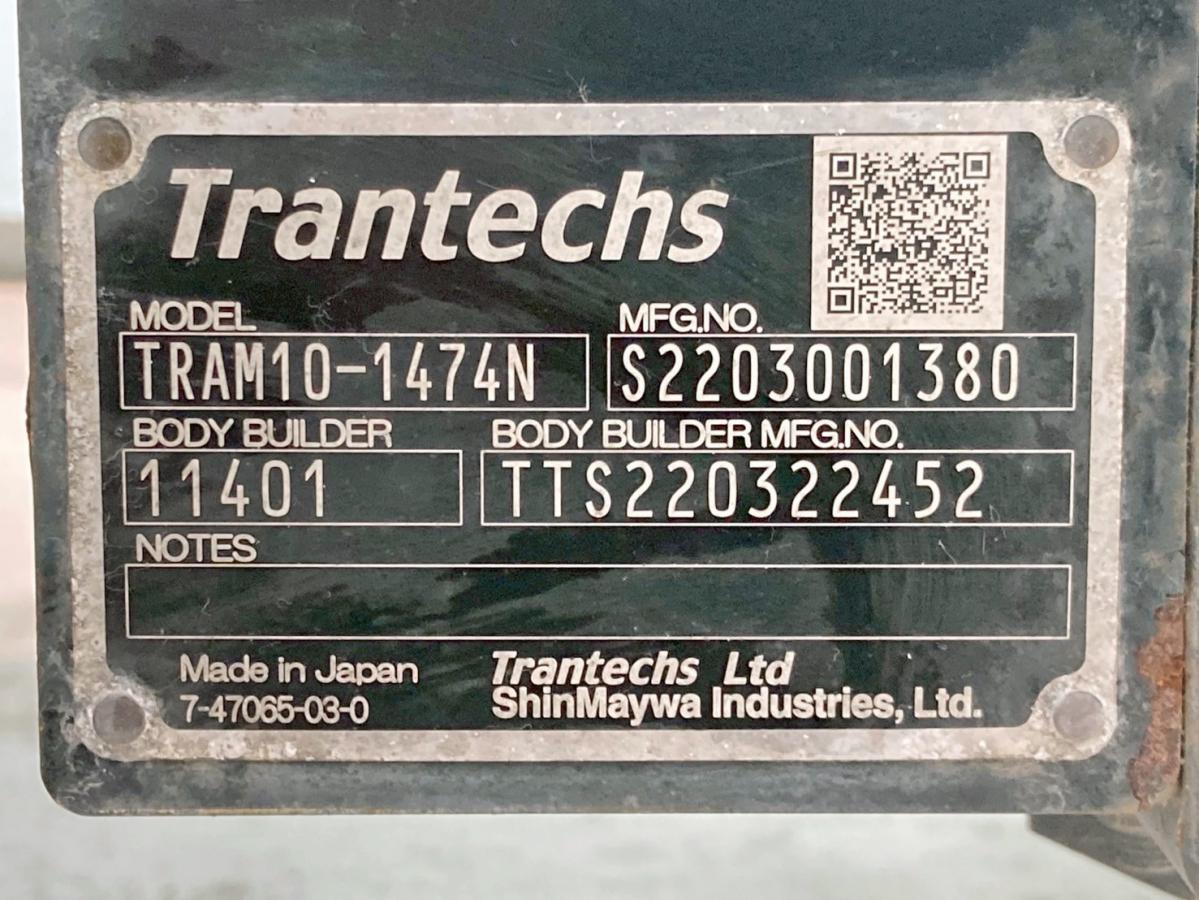 Trantechs
MODEL MFG.NO.
TRAM10-1474N S2203001380
BODY BUILDER BODY BUILDER MFG.NO.
11401 TTS220322452
NOTES
Made in Japan Trantechs Ltd
7-47065-03-0 ShinMaywa Industries, Ltd.